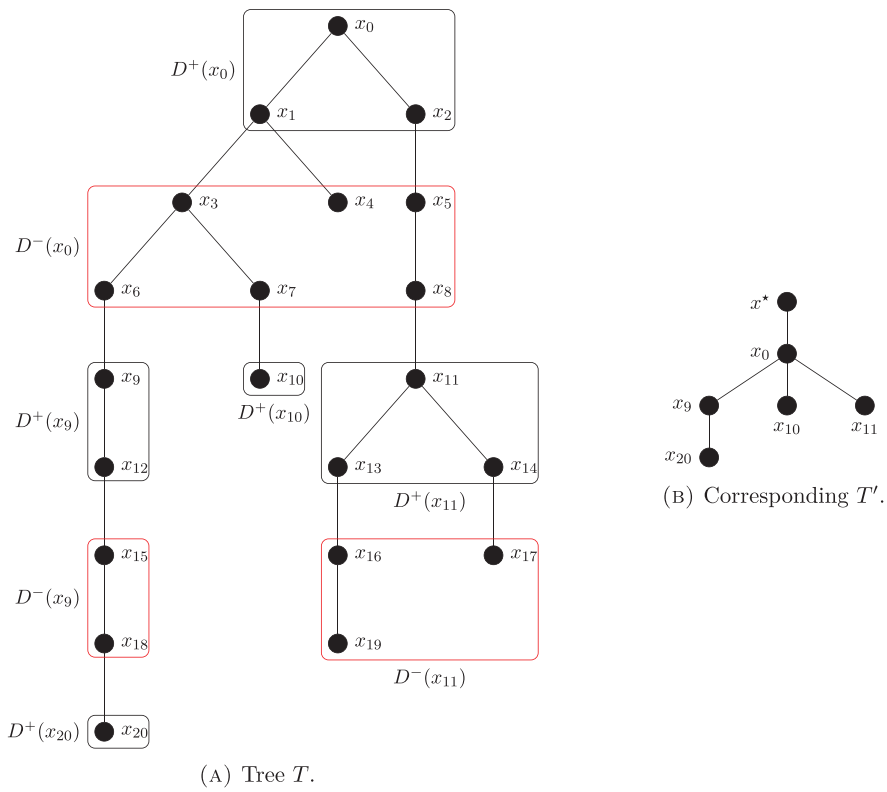 x₀
D⁺(x₀)
x₁ x₂
x₃ x₄ x₅
D⁻(x₀)
x₆ x₇ x₈
x⋆
x₀
x₉ x₁₀ x₁₁
D⁺(x₉) D⁺(x₁₀)
x₉
x₁₀ x₁₁
x₂₀
x₁₂ x₁₃ x₁₄
D⁺(x₁₁)
(B) Corresponding T′.
x₁₅ x₁₆ x₁₇
D⁻(x₉)
x₁₈ x₁₉
D⁻(x₁₁)
D⁺(x₂₀) x₂₀
(A) Tree T.